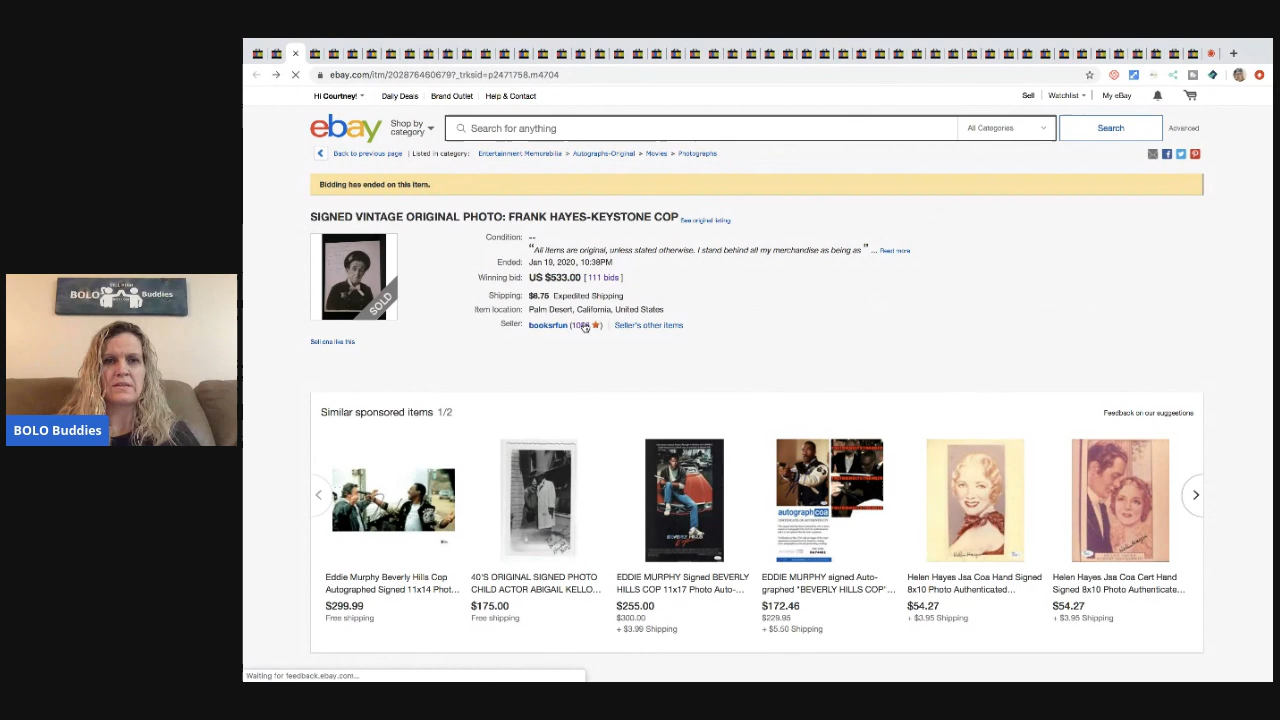 ebay.com/itm/202876460679?_trksid=p2471758.m4704
Hi Courtney! Daily Deals Brand Outlet Help & Contact Sell Watchlist My eBay
ebay Shop by category Search for anything All Categories Search Advanced
Back to previous page | Listed in category: Entertainment Memorabilia > Autographs-Original > Movies > Photographs
Bidding has ended on this item.
SIGNED VINTAGE ORIGINAL PHOTO: FRANK HAYES-KEYSTONE COP See original listing
Condition: --
“All items are original, unless stated otherwise. I stand behind all my merchandise as being as ” ... Read more
Ended: Jan 19, 2020, 10:38PM
Winning bid: US $533.00 [ 111 bids ]
Shipping: $8.75 Expedited Shipping
Item location: Palm Desert, California, United States
Seller: booksrfun | Seller's other items
SOLD
Sell one like this
BOLO Buddies
BOLO Buddies
Similar sponsored items 1/2 Feedback on our suggestions
autograph COA
BEVERLY HILLS COP
Eddie Murphy Beverly Hills Cop Autographed Signed 11x14 Phot...
$299.99
Free shipping
40'S ORIGINAL SIGNED PHOTO CHILD ACTOR ABIGAIL KELLO...
$175.00
Free shipping
EDDIE MURPHY Signed BEVERLY HILLS COP 11x17 Photo Auto-...
$255.00
$300.00
+ $3.99 Shipping
EDDIE MURPHY signed Auto-graphed "BEVERLY HILLS COP"...
$172.46
$229.95
+ $5.50 Shipping
Helen Hayes Jsa Coa Hand Signed 8x10 Photo Authenticated...
$54.27
+ $3.95 Shipping
Helen Hayes Jsa Coa Cert Hand Signed 8x10 Photo Authenticate...
$54.27
+ $3.95 Shipping
Waiting for feedback.ebay.com...